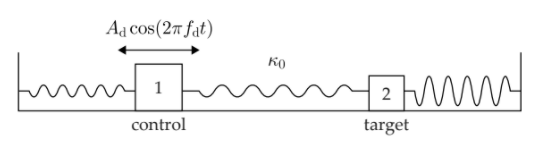 A_d cos(2πf_d t)
κ_0
1
2
control
target